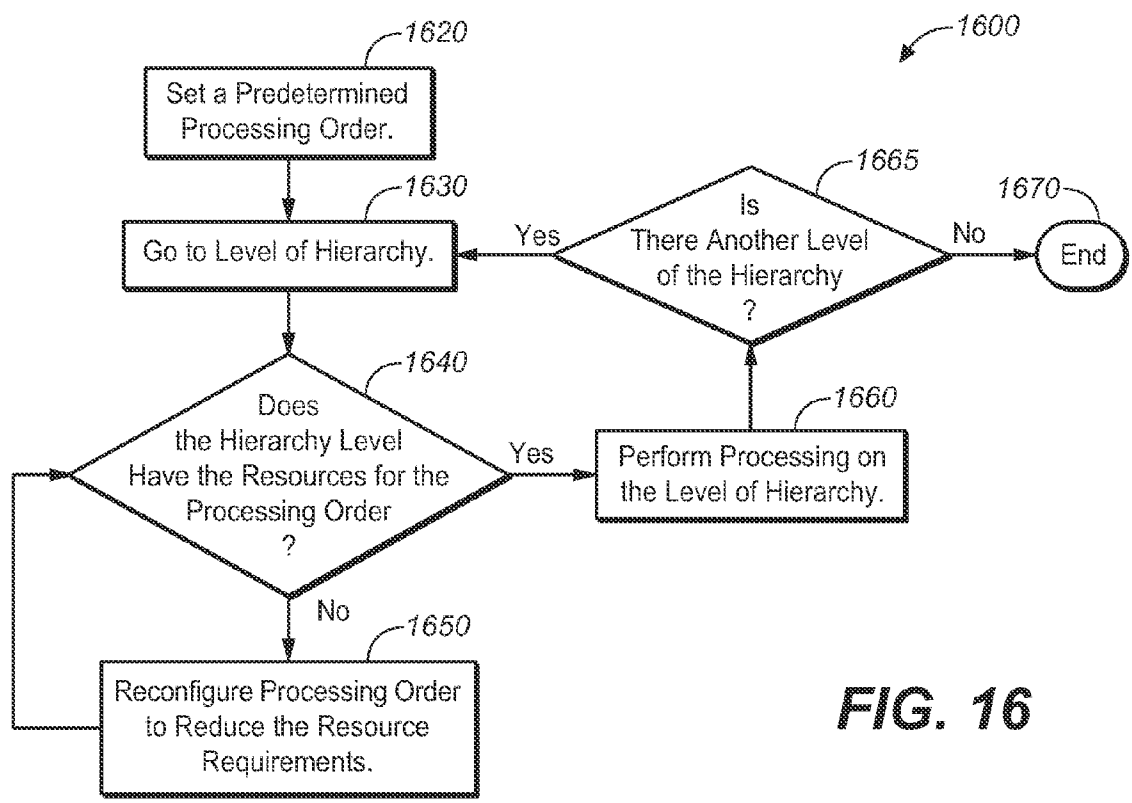 1600
1620
Set a Predetermined
Processing Order.
1630
Go to Level of Hierarchy.
1640
Does
the Hierarchy Level
Have the Resources for the
Processing Order
?
Yes
No
1650
Reconfigure Processing Order
to Reduce the Resource
Requirements.
1660
Perform Processing on
the Level of Hierarchy.
1665
Is
There Another Level
of the Hierarchy
?
Yes
No
1670
End
FIG. 16